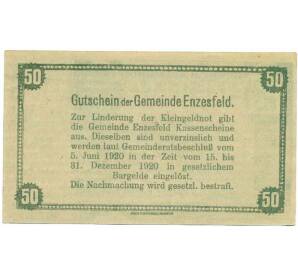 50 50
Gutschein der Gemeinde Enzesfeld.
Zur Linderung der Kleingeldnot gibt
die Gemeinde Enzesfeld Kassenscheine
aus. Dieselben sind unverzinslich und
werden laut Gemeinderatsbeschluß vom
5. Juni 1920 in der Zeit vom 15. bis
31. Dezember 1920 in gesetzlichem
Bargelde eingelöst.
Die Nachmachung wird gesetzl. bestraft.
50 50